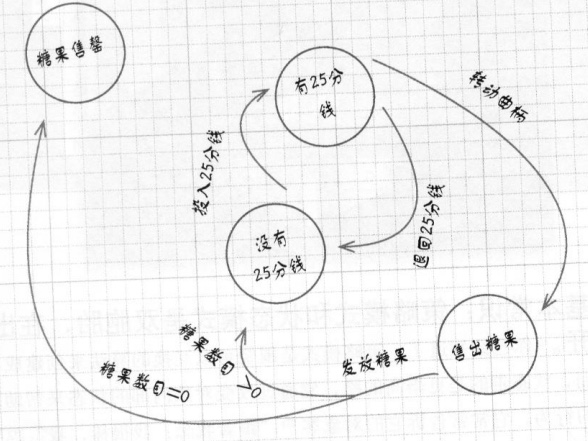 糖果售罄
有25分
钱
转动曲柄
投入25分钱
退回25分钱
没有
25分钱
糖果数目>0
售出糖果
发放糖果
糖果数目=0